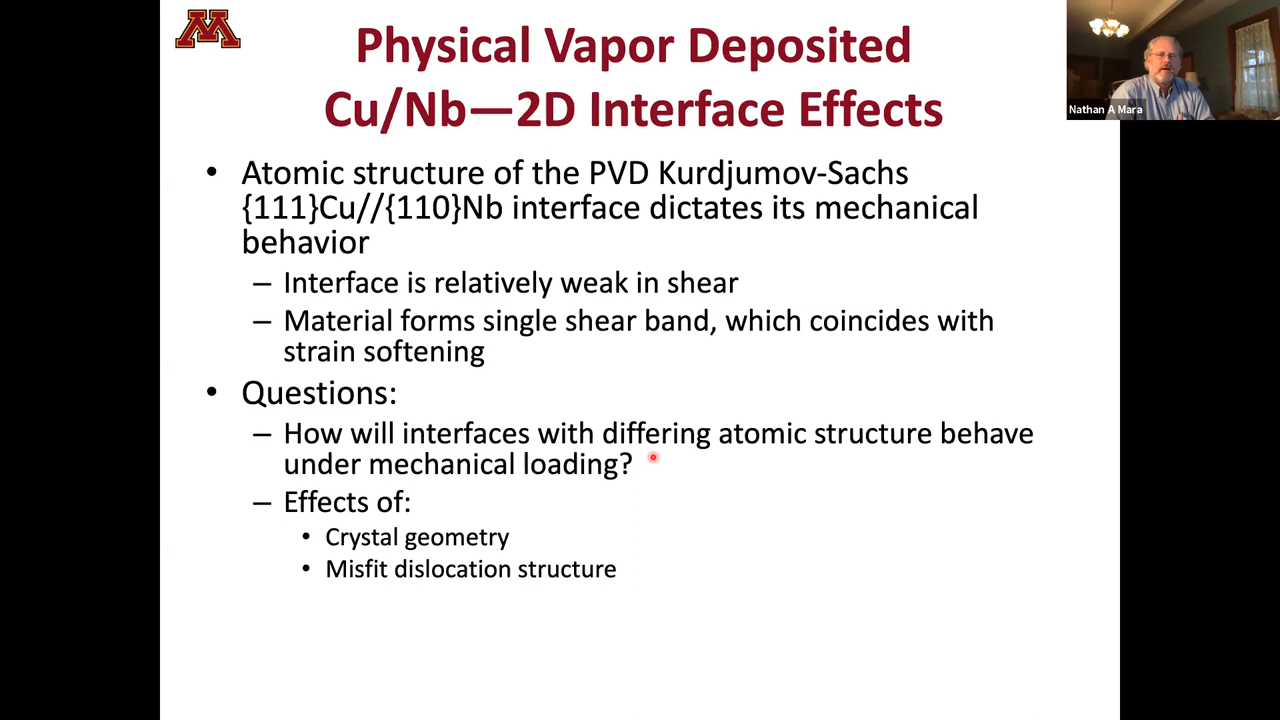 M
Physical Vapor Deposited
Cu/Nb—2D Interface Effects
Nathan A Mara
• Atomic structure of the PVD Kurdjumov-Sachs
{111}Cu//{110}Nb interface dictates its mechanical
behavior
– Interface is relatively weak in shear
– Material forms single shear band, which coincides with
strain softening
• Questions:
– How will interfaces with differing atomic structure behave
under mechanical loading?
– Effects of:
• Crystal geometry
• Misfit dislocation structure